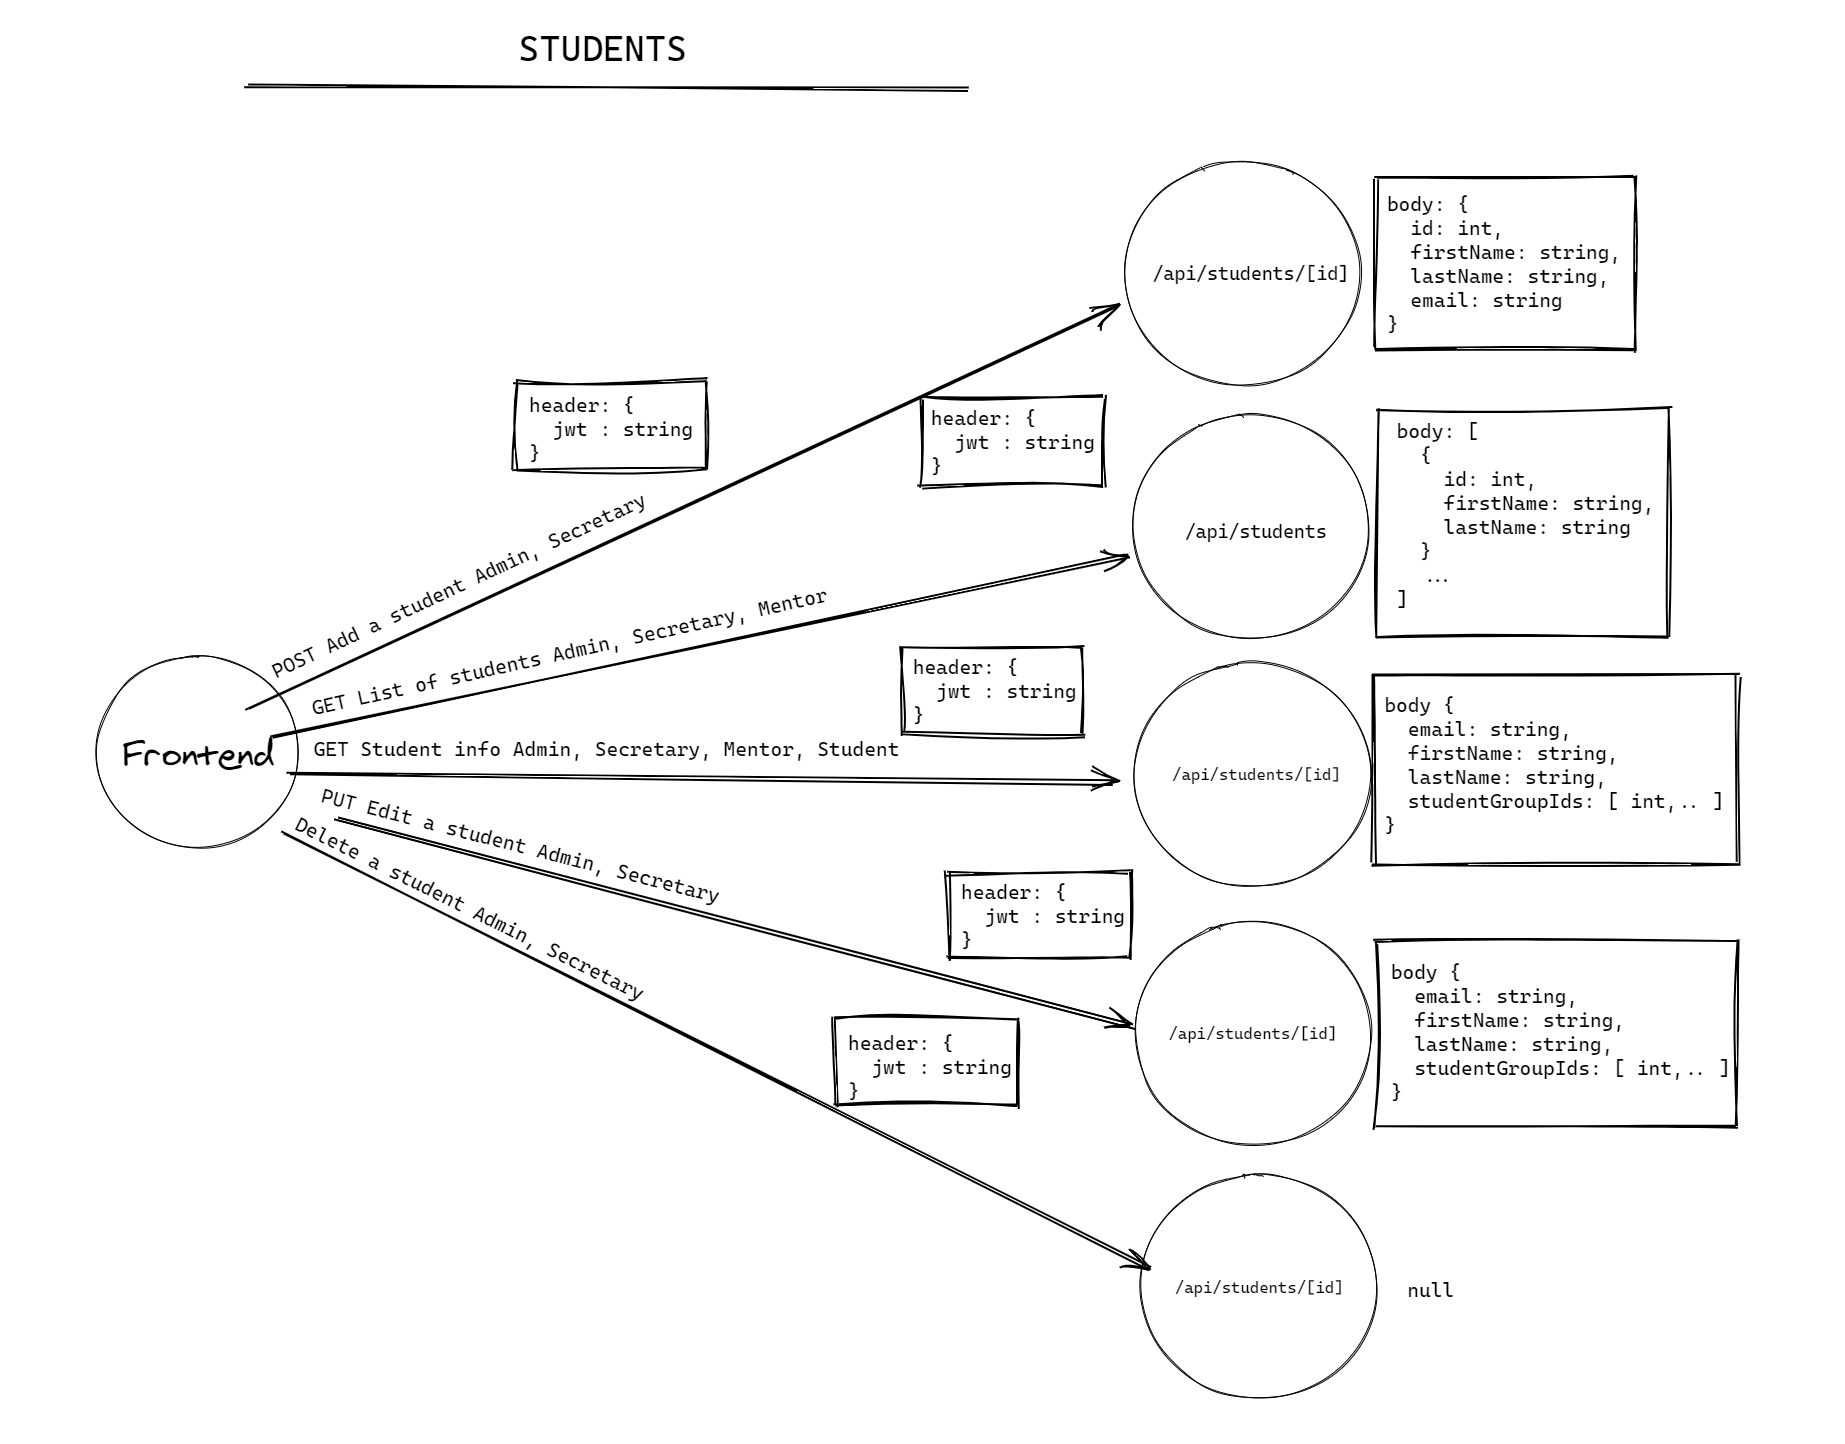 STUDENTS
/api/students/[id]
body: {
  id: int,
  firstName: string,
  lastName: string,
  email: string
}
header: {
  jwt : string
}
POST Add a student Admin, Secretary
header: {
  jwt : string
}
/api/students
body: [
  {
    id: int,
    firstName: string,
    lastName: string
  }
  ...
]
GET List of students Admin, Secretary, Mentor
header: {
  jwt : string
}
Frontend
GET Student info Admin, Secretary, Mentor, Student
/api/students/[id]
body {
  email: string,
  firstName: string,
  lastName: string,
  studentGroupIds: [ int,.. ]
}
PUT Edit a student Admin, Secretary
header: {
  jwt : string
}
/api/students/[id]
body {
  email: string,
  firstName: string,
  lastName: string,
  studentGroupIds: [ int,.. ]
}
Delete a student Admin, Secretary
header: {
  jwt : string
}
/api/students/[id]
null